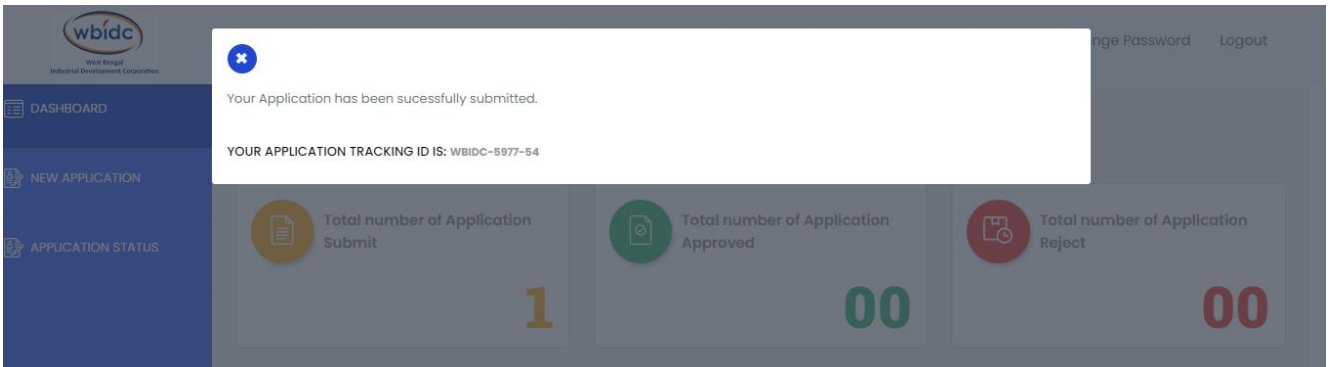 wbidc
West Bengal
Industrial Development Corporation
nge Password Logout
DASHBOARD
Your Application has been sucessfully submitted.
YOUR APPLICATION TRACKING ID IS: WBIDC-5977-54
NEW APPLICATION
APPLICATION STATUS
Total number of Application
Submit
1
Total number of Application
Approved
00
Total number of Application
Reject
00